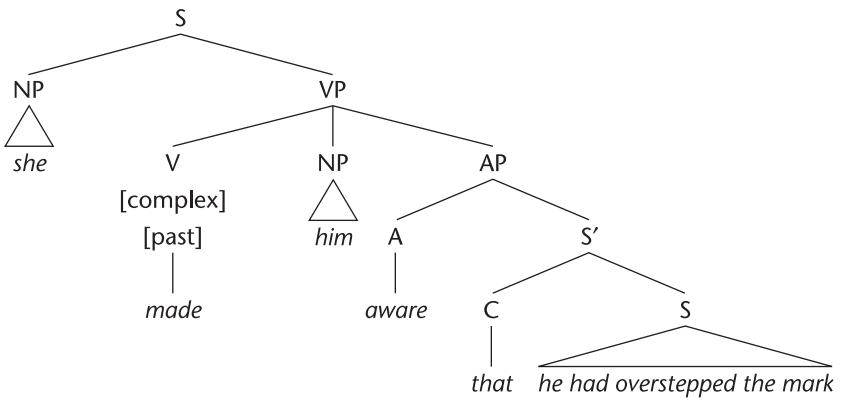 S
NP VP
she V NP AP
[complex]
[past] him A S′
made aware C S
that he had overstepped the mark